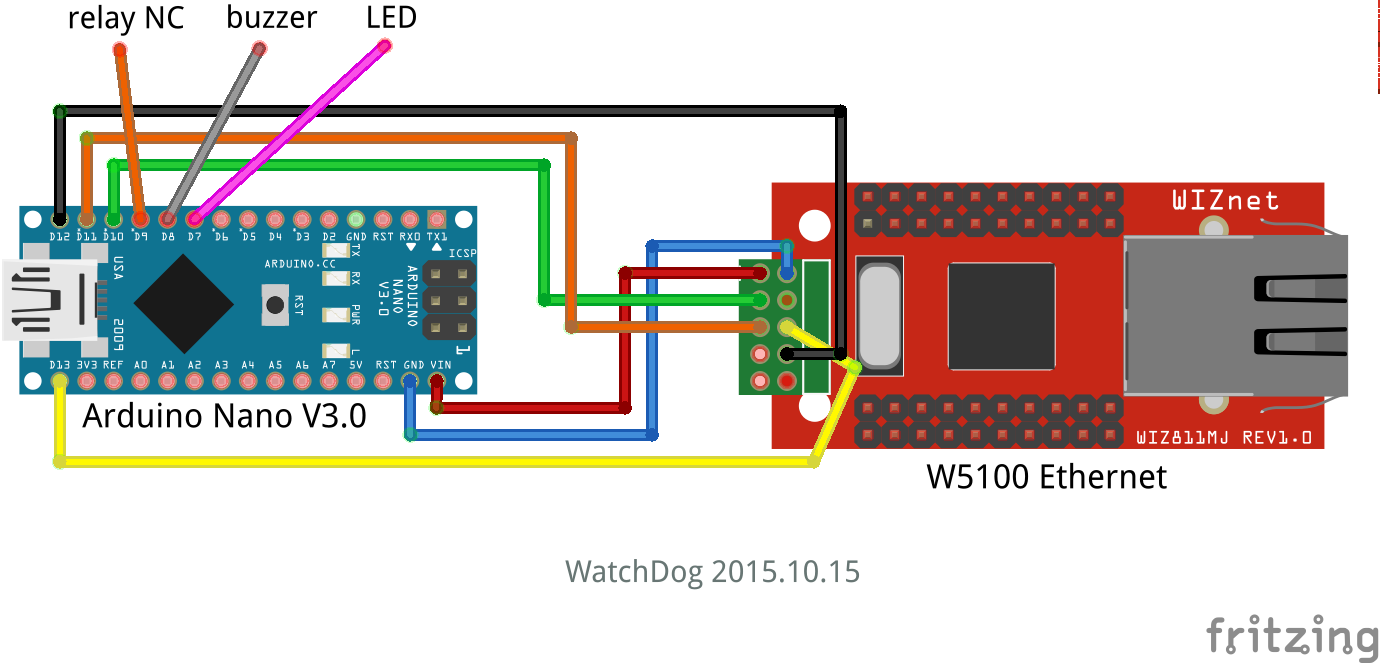 relay NC buzzer LED
D12 D11 D10 D9 D8 D7 D6 D5 D4 D3 D2 GND RST RX0 TX1
USA
ARDUINO.CC
TX
RX
PWR
L
RST
ICSP
ARDUINO
NANO
V3.0
2009
1
D13 3V3 REF A0 A1 A2 A3 A4 A5 A6 A7 5V RST GND VIN
Arduino Nano V3.0
WIZnet
WIZ811MJ REV1.0
W5100 Ethernet
WatchDog 2015.10.15
fritzing